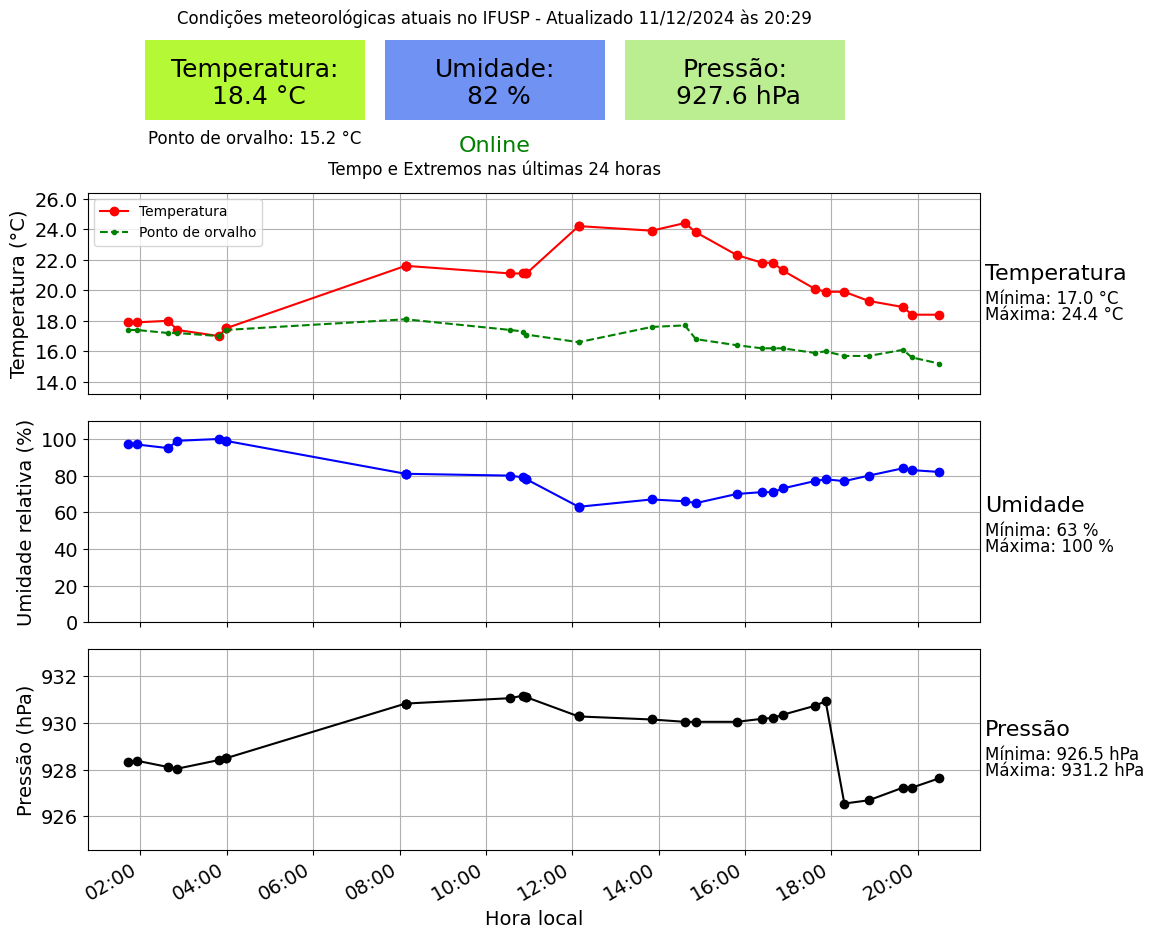 Condições meteorológicas atuais no IFUSP - Atualizado 11/12/2024 às 20:29
Temperatura:
18.4 °C
Umidade:
82 %
Pressão:
927.6 hPa
Ponto de orvalho: 15.2 °C
Online
Tempo e Extremos nas últimas 24 horas
Temperatura (°C)
26.0
24.0
22.0
20.0
18.0
16.0
14.0
Temperatura
Ponto de orvalho
Temperatura
Mínima: 17.0 °C
Máxima: 24.4 °C
Umidade relativa (%)
100
80
60
40
20
0
Umidade
Mínima: 63 %
Máxima: 100 %
Pressão (hPa)
932
930
928
926
Pressão
Mínima: 926.5 hPa
Máxima: 931.2 hPa
02:00
04:00
06:00
08:00
10:00
12:00
14:00
16:00
18:00
20:00
Hora local